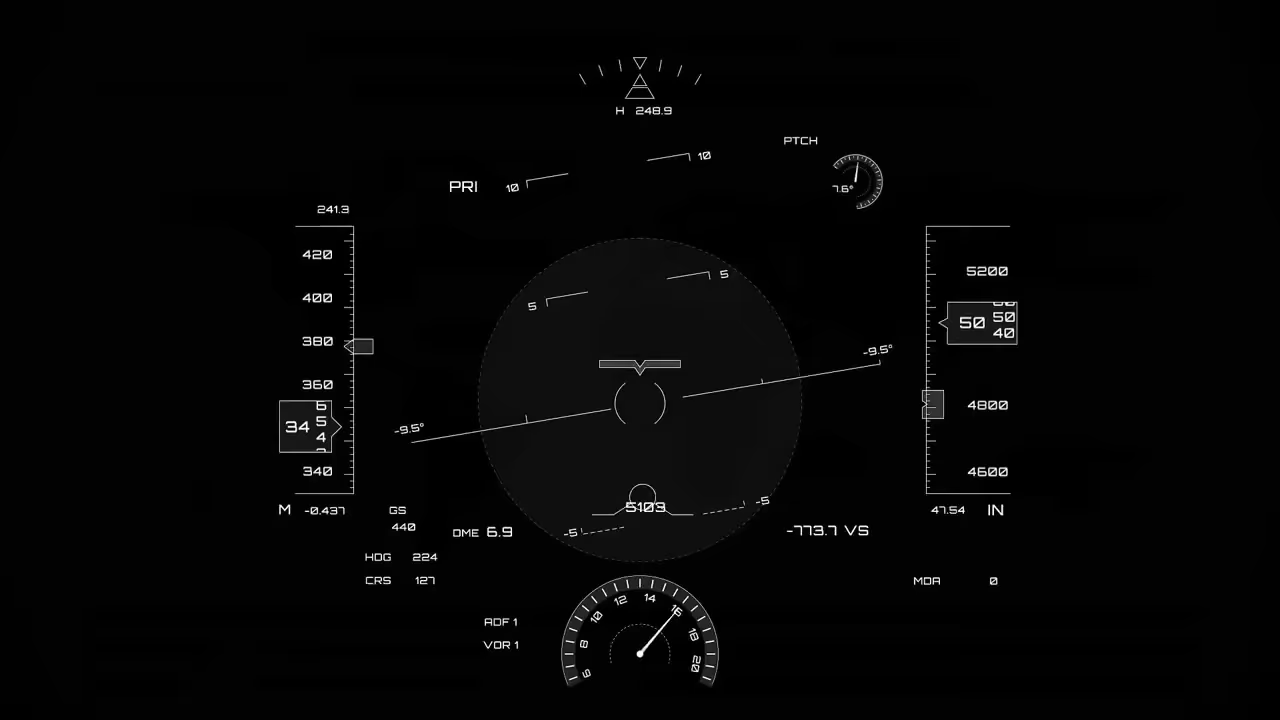 H 248.9
PTCH
10
PRI
10
7.6°
241.3
420
5200
400
5
5
50
50
40
380
-9.5°
360
6
34
5
4
4800
-9.5°
340
4600
M -0.437
GS
5103
-5
47.54 IN
440
DME 6.9
-5
-773.7 VS
HDG 224
CRS 127
MDA 0
6 8 10 12 14 16 18 20
ADF 1
VOR 1